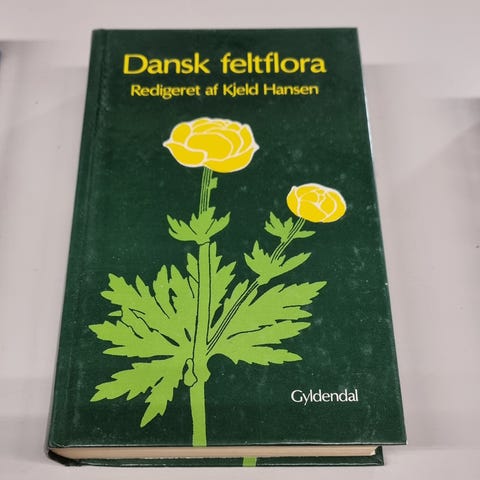 Dansk feltflora
Redigeret af Kjeld Hansen
Gyldendal